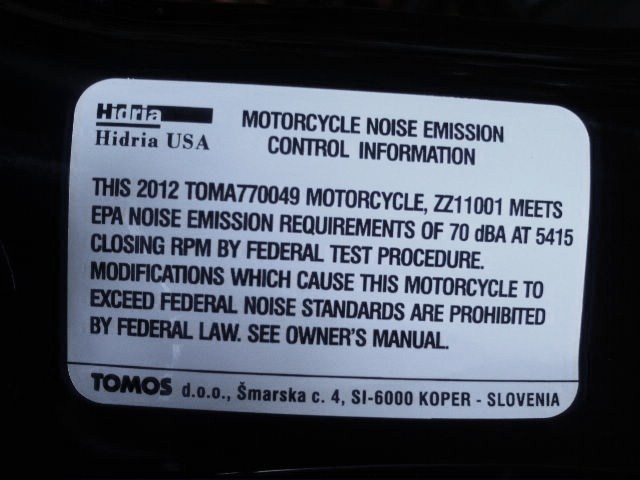 Hidria
Hidria USA
MOTORCYCLE NOISE EMISSION
CONTROL INFORMATION
THIS 2012 TOMA770049 MOTORCYCLE, ZZ11001 MEETS
EPA NOISE EMISSION REQUIREMENTS OF 70 dBA AT 5415
CLOSING RPM BY FEDERAL TEST PROCEDURE.
MODIFICATIONS WHICH CAUSE THIS MOTORCYCLE TO
EXCEED FEDERAL NOISE STANDARDS ARE PROHIBITED
BY FEDERAL LAW. SEE OWNER'S MANUAL.
TOMOS d.o.o., Šmarska c. 4, SI-6000 KOPER - SLOVENIA